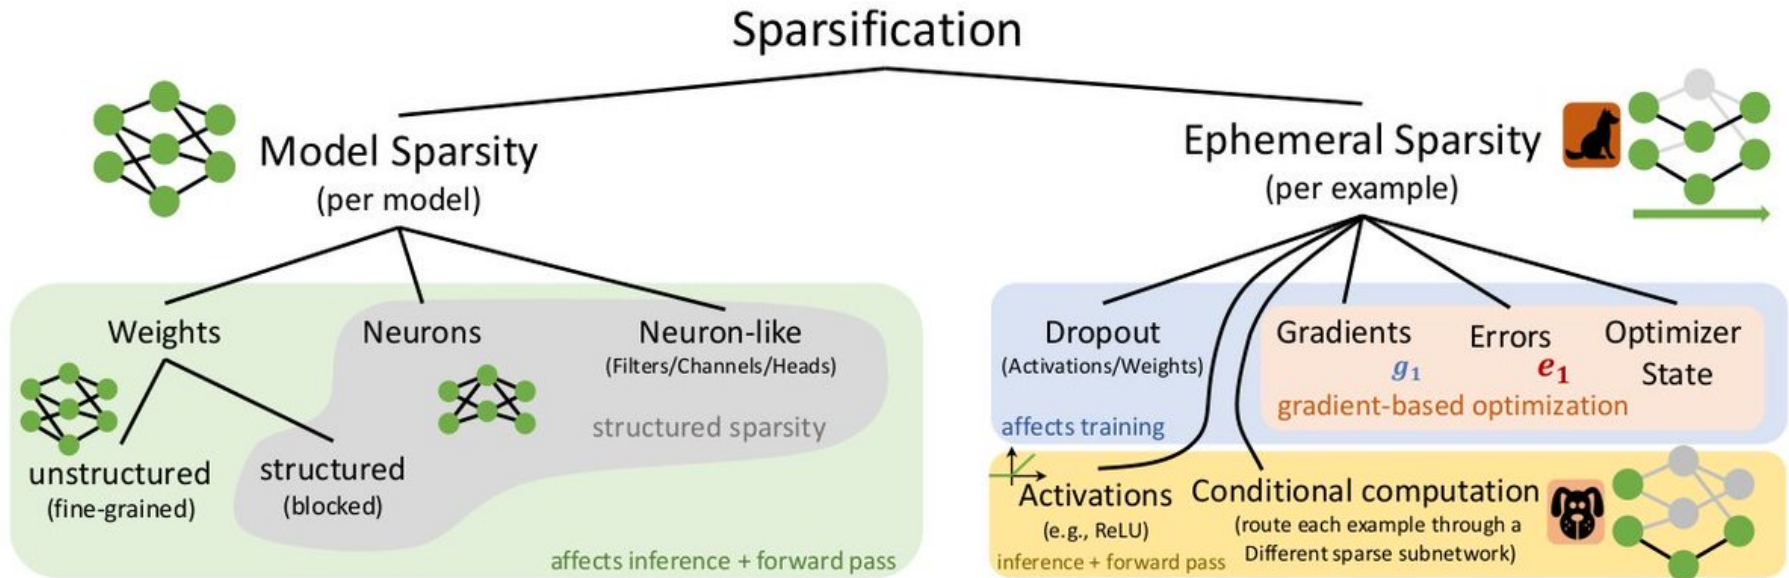 Sparsification
Model Sparsity
(per model)
Ephemeral Sparsity
(per example)
Weights
Neurons
Neuron-like
(Filters/Channels/Heads)
structured sparsity
unstructured
(fine-grained)
structured
(blocked)
affects inference + forward pass
Dropout
(Activations/Weights)
affects training
Gradients
g₁
Errors
e₁
Optimizer
State
gradient-based optimization
Activations
(e.g., ReLU)
inference + forward pass
Conditional computation
(route each example through a
Different sparse subnetwork)